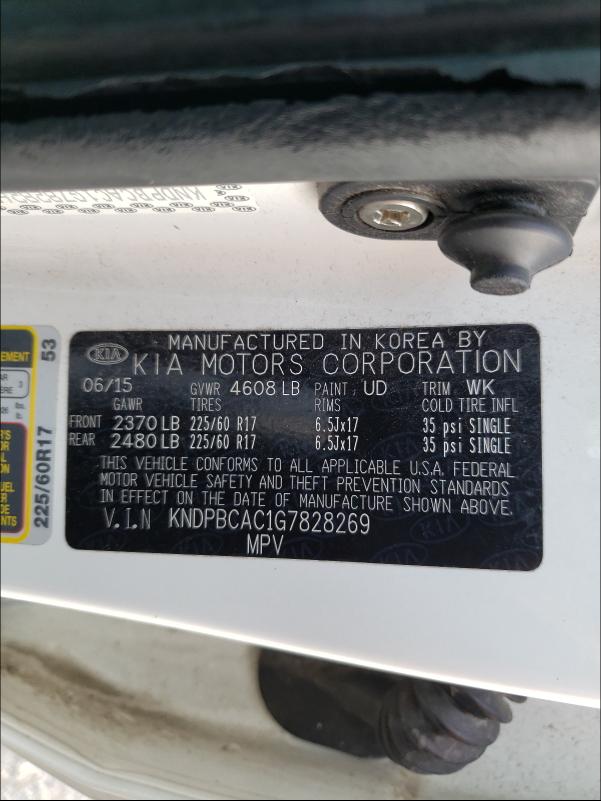 MANUFACTURED IN KOREA BY
KIA KIA MOTORS CORPORATION
06/15 GVWR 4608 LB PAINT: UD TRIM WK
GAWR TIRES RIMS COLD TIRE INFL
FRONT 2370 LB 225/60 R17 6.5Jx17 35 psi SINGLE
REAR 2480 LB 225/60 R17 6.5Jx17 35 psi SINGLE
THIS VEHICLE CONFORMS TO ALL APPLICABLE U.S.A. FEDERAL
MOTOR VEHICLE SAFETY AND THEFT PREVENTION STANDARDS
IN EFFECT ON THE DATE OF MANUFACTURE SHOWN ABOVE.
V.I.N KNDPBCAC1G7828269
MPV
53
225/60R17